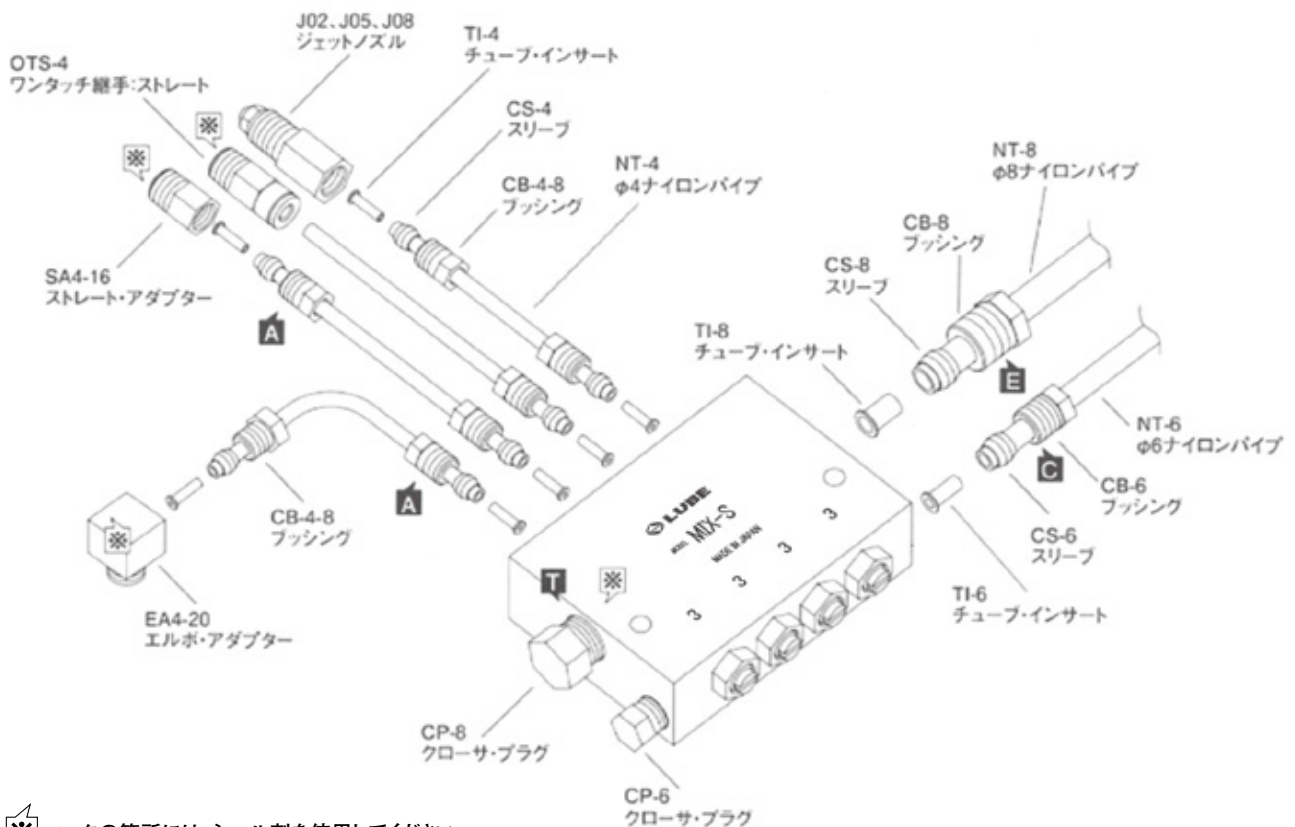 J02、J05、J08
ジェットノズル
TI-4
チューブ・インサート
OTS-4
ワンタッチ継手:ストレート
CS-4
スリーブ
※
※
NT-4
φ4ナイロンパイプ
NT-8
φ8ナイロンパイプ
CB-4-8
ブッシング
CB-8
ブッシング
CS-8
スリーブ
SA4-16
ストレート・アダプター
A
TI-8
チューブ・インサート
E
NT-6
φ6ナイロンパイプ
C
CB-6
ブッシング
A
CB-4-8
ブッシング
※
CS-6
スリーブ
LUBE
MODEL MIX-S
MADE IN JAPAN
3
3
3
3
TI-6
チューブ・インサート
T
※
EA4-20
エルボ・アダプター
CP-8
クローサ・プラグ
CP-6
クローサ・プラグ
※